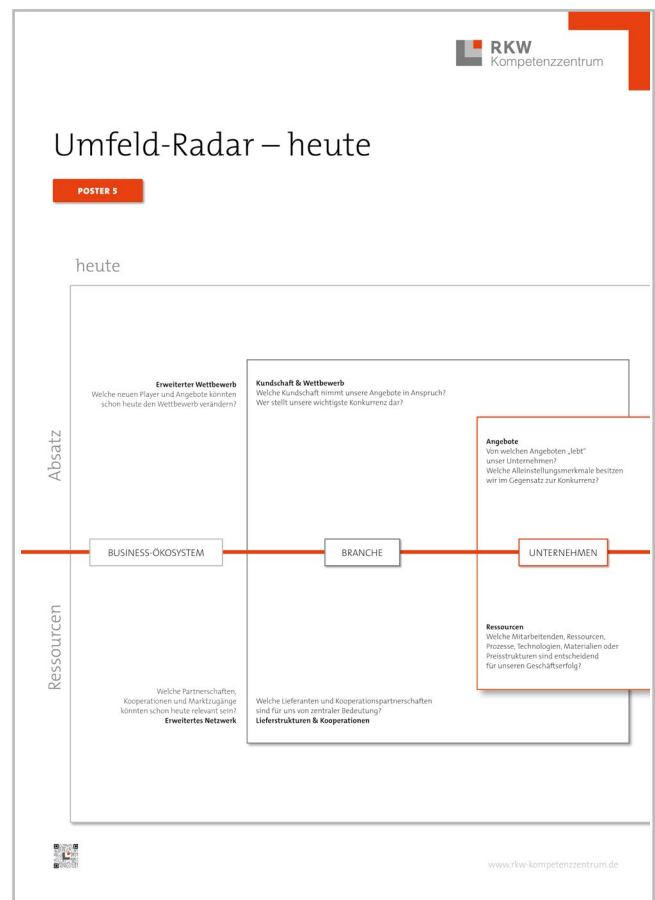 RKW
Kompetenzzentrum
Umfeld-Radar – heute
POSTER 5
heute
Absatz
Ressourcen
Erweiterter Wettbewerb
Welche neuen Player und Angebote könnten
schon heute den Wettbewerb verändern?
Kundschaft & Wettbewerb
Welche Kundschaft nimmt unsere Angebote in Anspruch?
Wer stellt unsere wichtigste Konkurrenz dar?
Angebote
Von welchen Angeboten „lebt“
unser Unternehmen?
Welche Alleinstellungsmerkmale besitzen
wir im Gegensatz zur Konkurrenz?
BUSINESS-ÖKOSYSTEM
BRANCHE
UNTERNEHMEN
Ressourcen
Welche Mitarbeitenden, Ressourcen,
Prozesse, Technologien, Materialien oder
Preisstrukturen sind entscheidend
für unseren Geschäftserfolg?
Welche Partnerschaften,
Kooperationen und Marktzugänge
könnten schon heute relevant sein?
Erweitertes Netzwerk
Welche Lieferanten und Kooperationspartnerschaften
sind für uns von zentraler Bedeutung?
Lieferstrukturen & Kooperationen
www.rkw-kompetenzzentrum.de